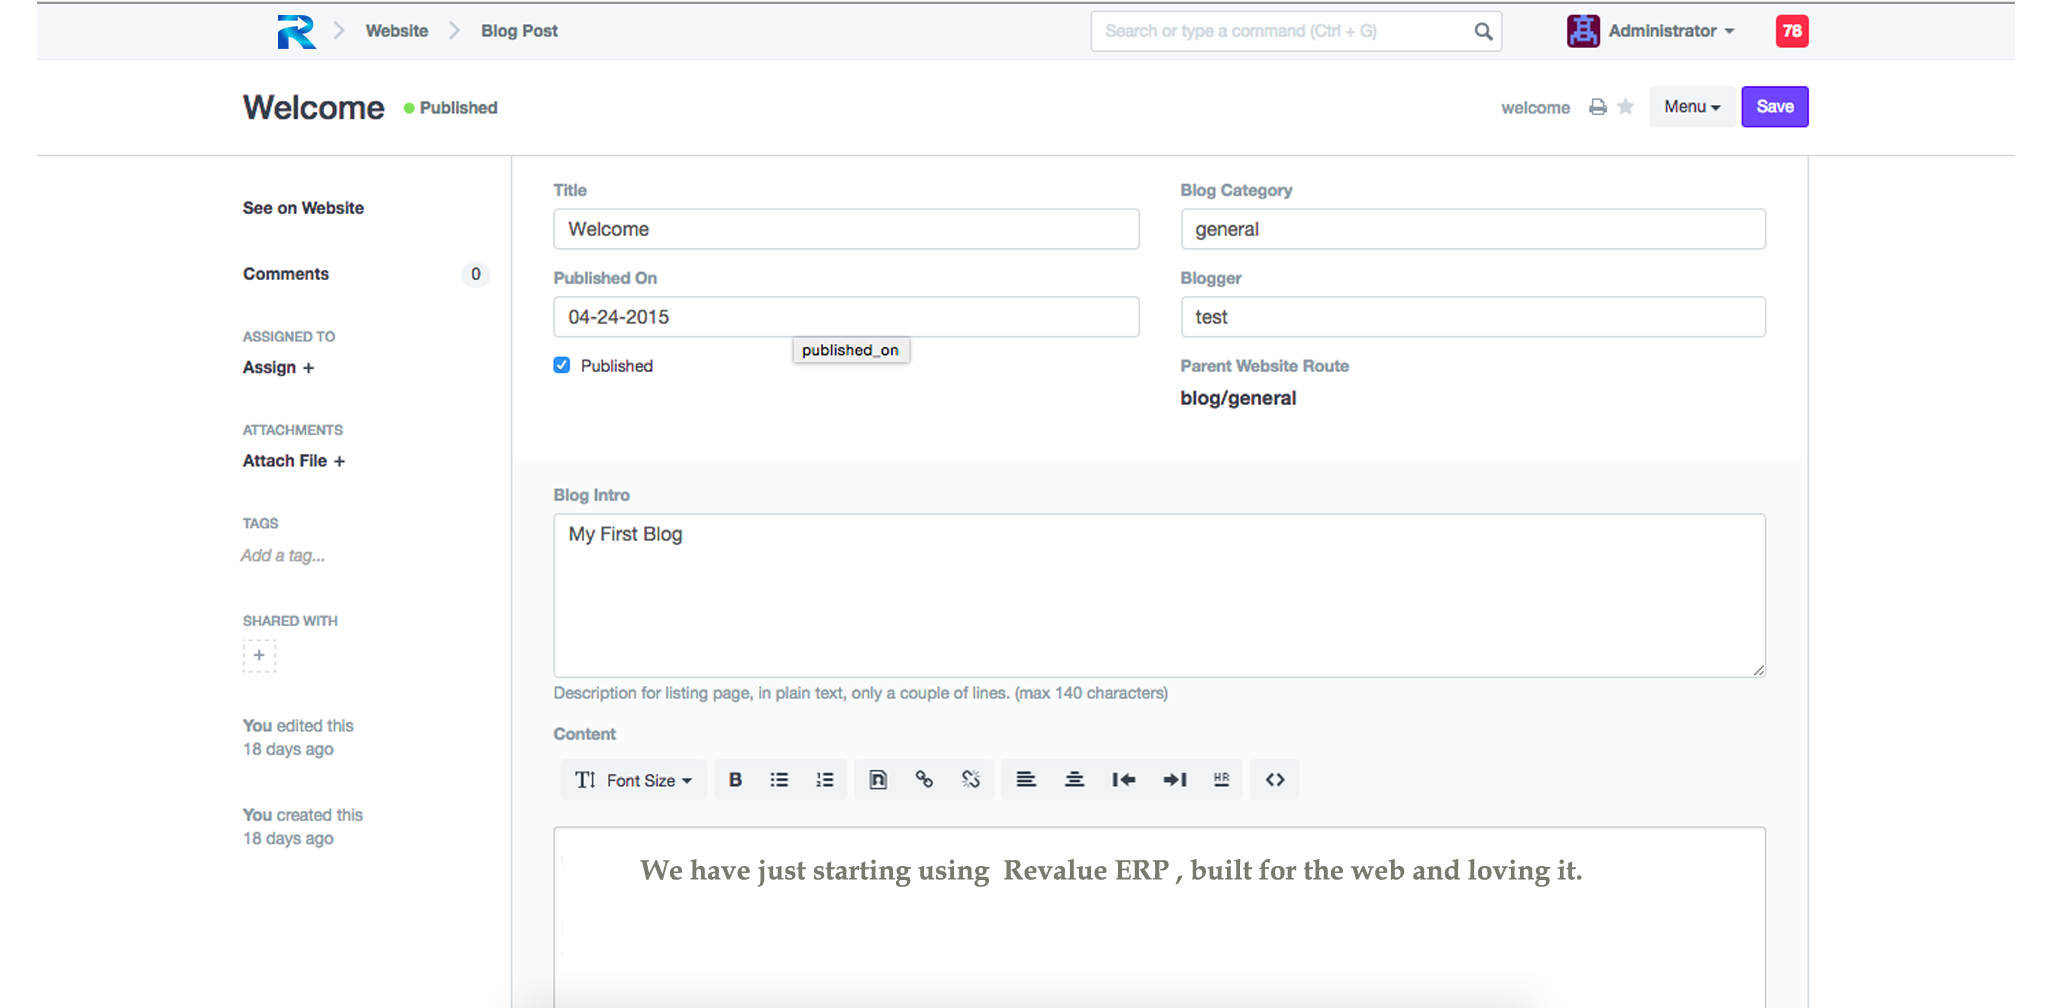 Website Blog Post Search or type a command (Ctrl + G) Administrator 78
Welcome Published welcome Menu Save
See on Website
Comments 0
ASSIGNED TO
Assign +
ATTACHMENTS
Attach File +
TAGS
Add a tag...
SHARED WITH
+
You edited this
18 days ago
You created this
18 days ago
Title
Welcome
Published On
04-24-2015
published_on
Published
Blog Category
general
Blogger
test
Parent Website Route
blog/general
Blog Intro
My First Blog
Description for listing page, in plain text, only a couple of lines. (max 140 characters)
Content
Font Size B HR
We have just starting using Revalue ERP , built for the web and loving it.